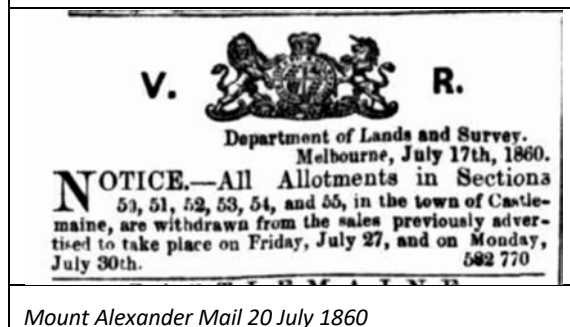 V. R.
Department of Lands and Survey.
Melbourne, July 17th, 1860.
NOTICE.—All Allotments in Sections
50, 51, 52, 53, 54, and 55, in the town of Castle-
maine, are withdrawn from the sales previously adver-
tised to take place on Friday, July 27, and on Monday,
July 30th. 592 770
Mount Alexander Mail 20 July 1860